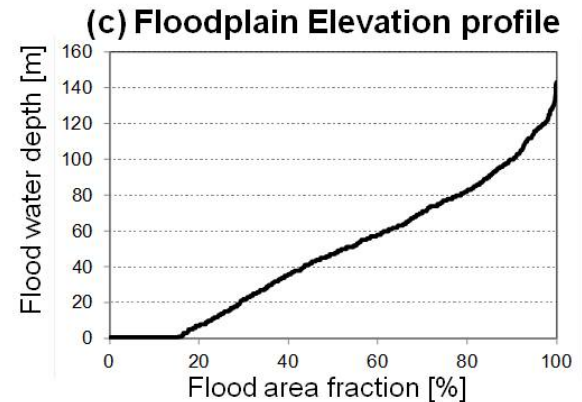 (c) Floodplain Elevation profile
Flood water depth [m]
160
140
120
100
80
60
40
20
0
0 20 40 60 80 100
Flood area fraction [%]